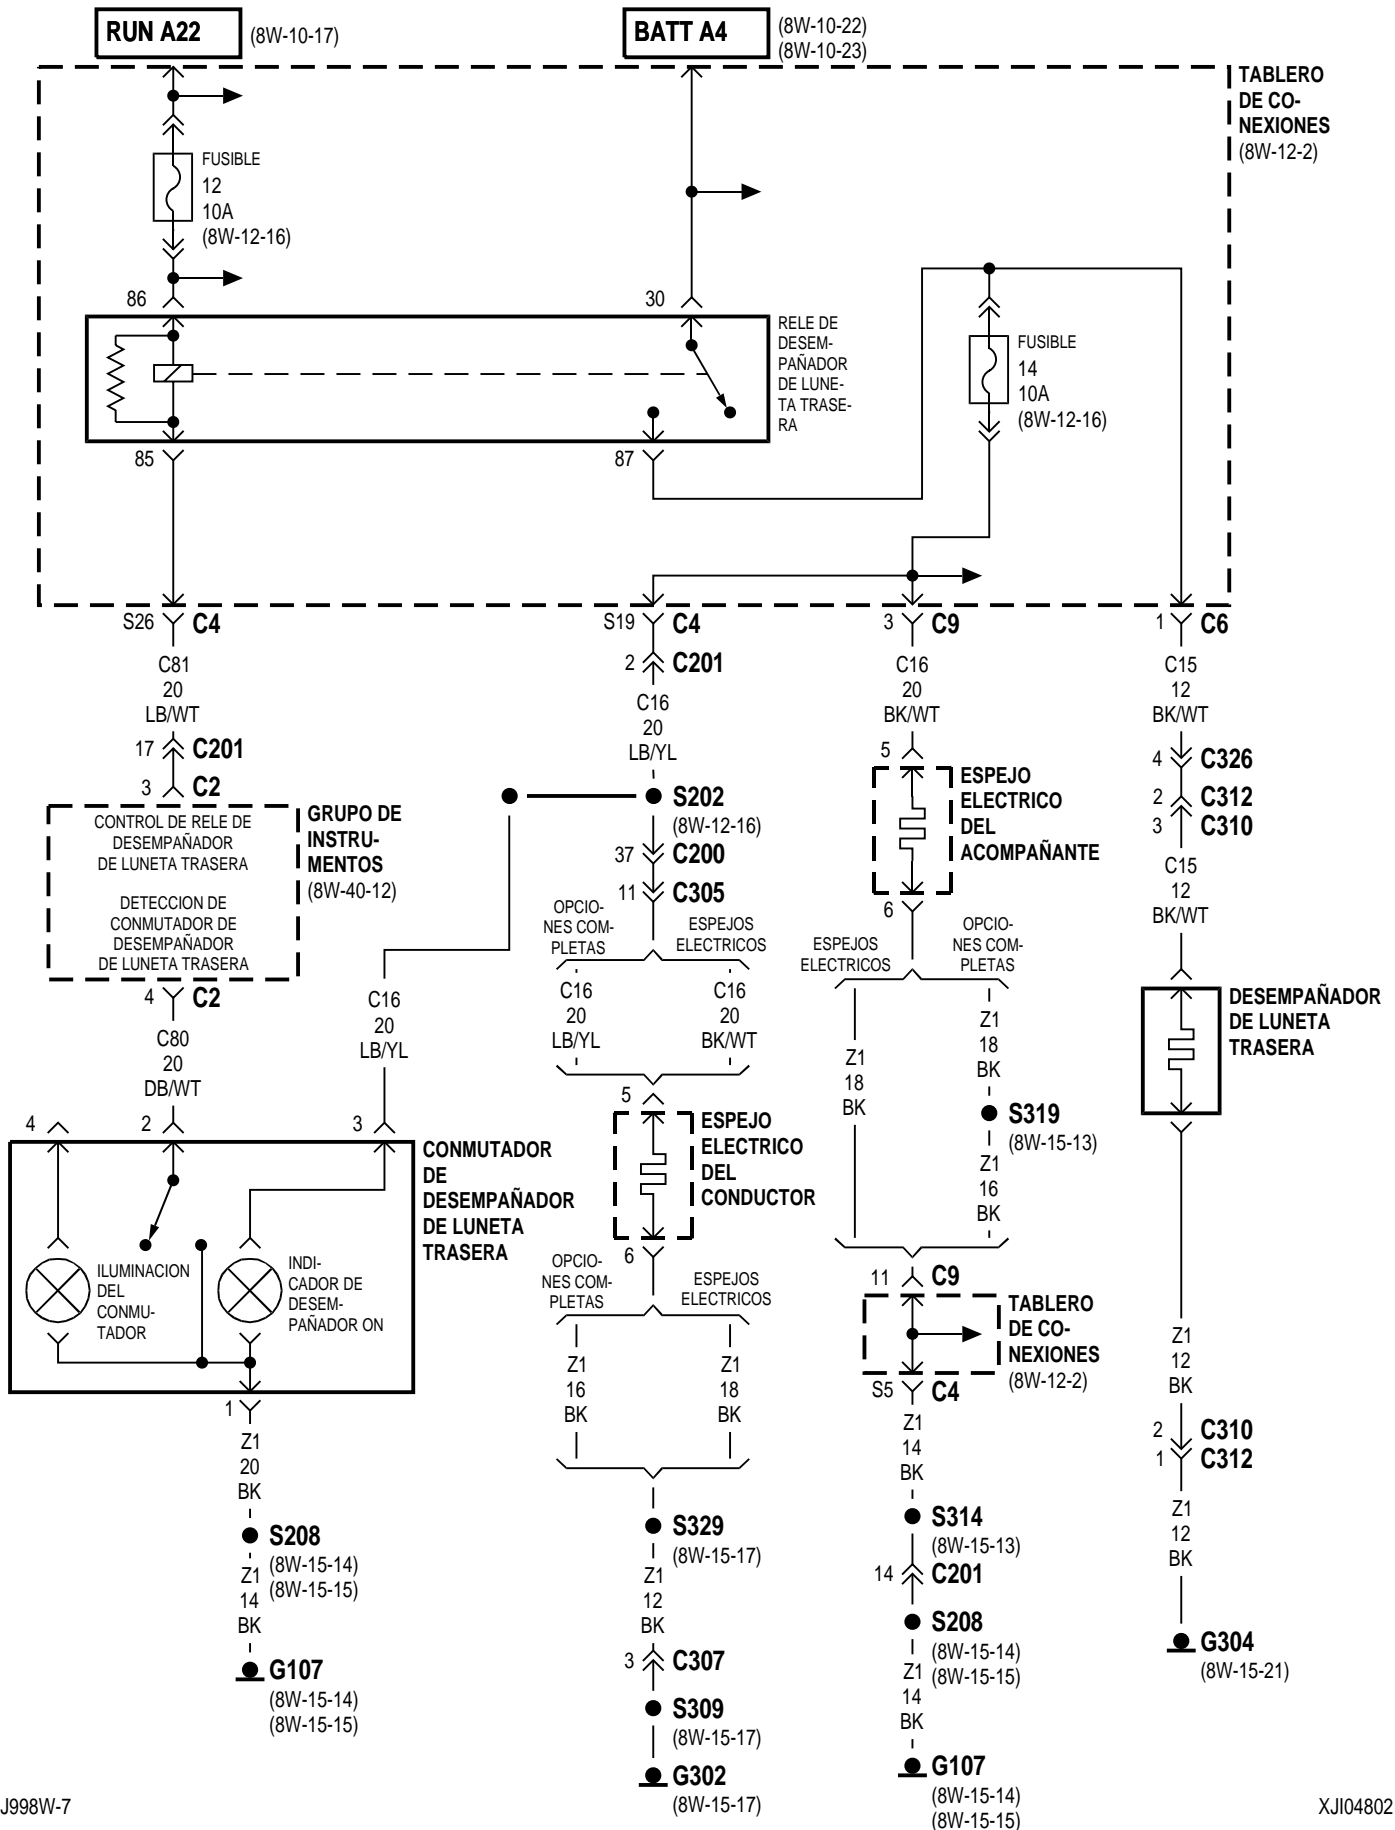 RUN A22
(8W-10-17)
BATT A4
(8W-10-22)
(8W-10-23)
TABLERO
DE CO-
NEXIONES
(8W-12-2)
FUSIBLE
12
10A
(8W-12-16)
86
30
RELE DE
DESEM-
PAÑADOR
DE LUNE-
TA TRASE-
RA
FUSIBLE
14
10A
(8W-12-16)
85
87
S26
C4
S19
C4
3
C9
1
C6
C81
20
LB/WT
2
C201
C16
20
LB/YL
C16
20
BK/WT
C15
12
BK/WT
17
C201
3
C2
5
4
C326
2
C312
3
C310
GRUPO DE
INSTRU-
MENTOS
(8W-40-12)
CONTROL DE RELE DE
DESEMPAÑADOR
DE LUNETA TRASERA
DETECCION DE
CONMUTADOR DE
DESEMPAÑADOR
DE LUNETA TRASERA
S202
(8W-12-16)
37
C200
11
C305
ESPEJO
ELECTRICO
DEL
ACOMPAÑANTE
6
C15
12
BK/WT
OPCIO-
NES COM-
PLETAS
ESPEJOS
ELECTRICOS
ESPEJOS
ELECTRICOS
OPCIO-
NES COM-
PLETAS
4
C2
C80
20
DB/WT
C16
20
LB/YL
C16
20
LB/YL
C16
20
BK/WT
Z1
18
BK
Z1
18
BK
S319
(8W-15-13)
Z1
16
BK
DESEMPAÑADOR
DE LUNETA
TRASERA
4
2
3
5
CONMUTADOR
DE
DESEMPAÑADOR
DE LUNETA
TRASERA
ESPEJO
ELECTRICO
DEL
CONDUCTOR
6
ILUMINACION
DEL
CONMU-
TADOR
INDI-
CADOR DE
DESEM-
PAÑADOR ON
OPCIO-
NES COM-
PLETAS
ESPEJOS
ELECTRICOS
11
C9
TABLERO
DE CO-
NEXIONES
(8W-12-2)
S5
C4
Z1
16
BK
Z1
18
BK
Z1
12
BK
1
Z1
20
BK
Z1
14
BK
2
C310
1
C312
S208
(8W-15-14)
(8W-15-15)
Z1
14
BK
S329
(8W-15-17)
Z1
12
BK
S314
(8W-15-13)
14
C201
Z1
12
BK
G107
(8W-15-14)
(8W-15-15)
3
C307
S309
(8W-15-17)
G302
(8W-15-17)
S208
(8W-15-14)
(8W-15-15)
Z1
14
BK
G107
(8W-15-14)
(8W-15-15)
G304
(8W-15-21)
J998W-7
XJI04802